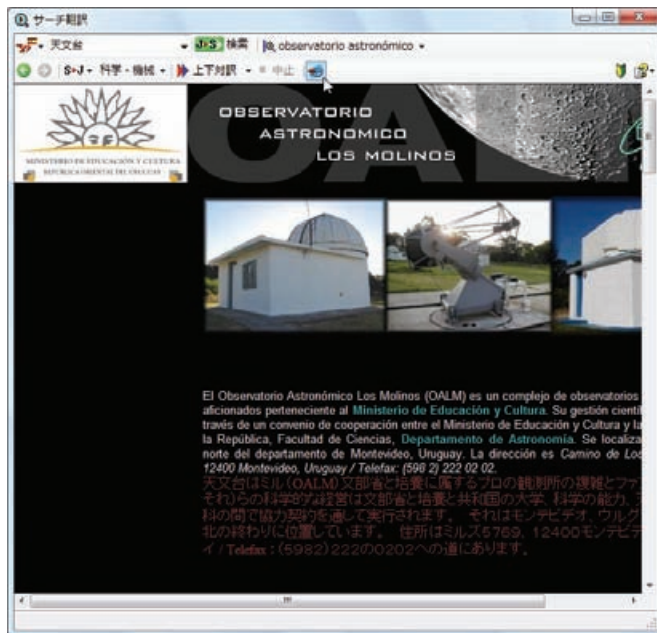 サーチ翻訳
天文台 J▸S 検索 observatorio astronómico
S▸J 科学・機械 上下対訳 中止
OBSERVATORIO
ASTRONOMICO
LOS MOLINOS
OALM
MINISTERIO DE EDUCACIÓN Y CULTURA
REPÚBLICA ORIENTAL DEL URUGUAY
El Observatorio Astronómico Los Molinos (OALM) es un complejo de observatorios
aficionados perteneciente al Ministerio de Educación y Cultura. Su gestión científ
través de un convenio de cooperación entre el Ministerio de Educación y Cultura y la
la República, Facultad de Ciencias, Departamento de Astronomía. Se localiza
norte del departamento de Montevideo, Uruguay. La dirección es Camino de Los
12400 Montevideo, Uruguay / Telefax: (598 2) 222 02 02.
天文台はミル(OALM)文部省と培養に属するプロの観測所の複雑とファ
それ)らの科学的な経営は文部省と培養と共和国の大学、科学の能力、天
科の間で協力契約を通して実行されます。 それはモンテビデオ、ウルグ
北の終わりに位置しています。 住所はミルス5769、12400モンテビデ
イ/Telefax:(5982)222の0202への道にあります。